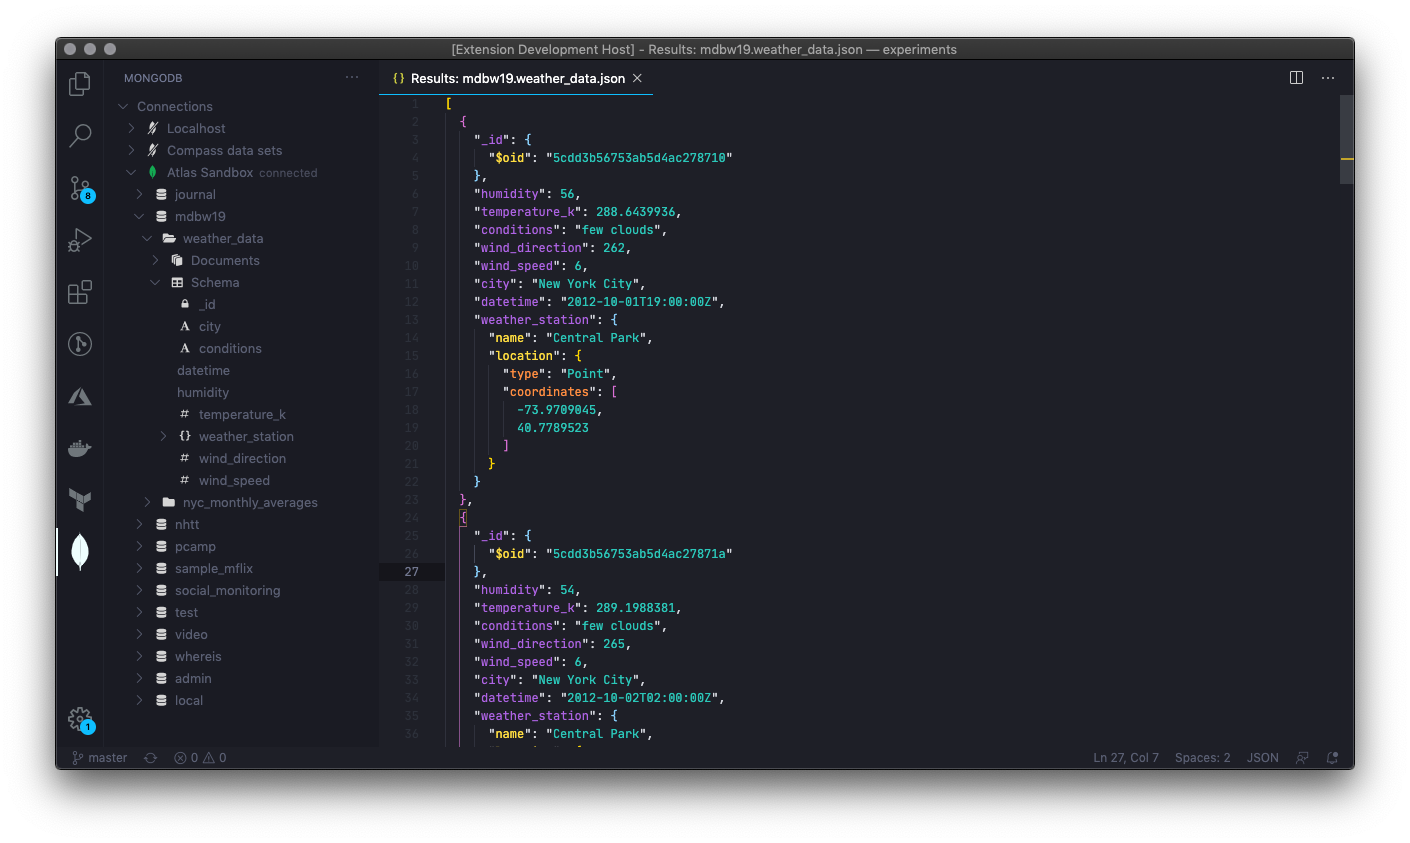 [Extension Development Host] - Results: mdbw19.weather_data.json — experiments
MONGODB
Connections
Localhost
Compass data sets
Atlas Sandbox connected
journal
mdbw19
weather_data
Documents
Schema
_id
A city
A conditions
datetime
humidity
# temperature_k
{} weather_station
# wind_direction
# wind_speed
nyc_monthly_averages
nhtt
pcamp
sample_mflix
social_monitoring
test
video
whereis
admin
local
8
1
{} Results: mdbw19.weather_data.json
1 [
2 {
3 "_id": {
4 "$oid": "5cdd3b56753ab5d4ac278710"
5 },
6 "humidity": 56,
7 "temperature_k": 288.6439936,
8 "conditions": "few clouds",
9 "wind_direction": 262,
10 "wind_speed": 6,
11 "city": "New York City",
12 "datetime": "2012-10-01T19:00:00Z",
13 "weather_station": {
14 "name": "Central Park",
15 "location": {
16 "type": "Point",
17 "coordinates": [
18 -73.9709045,
19 40.7789523
20 ]
21 }
22 }
23 },
24 {
25 "_id": {
26 "$oid": "5cdd3b56753ab5d4ac27871a"
27 },
28 "humidity": 54,
29 "temperature_k": 289.1988381,
30 "conditions": "few clouds",
31 "wind_direction": 265,
32 "wind_speed": 6,
33 "city": "New York City",
34 "datetime": "2012-10-02T02:00:00Z",
35 "weather_station": {
36 "name": "Central Park",
master 0 0 Ln 27, Col 7 Spaces: 2 JSON